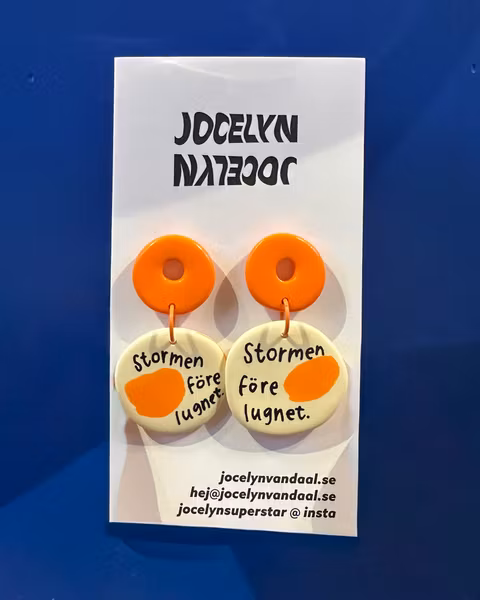 JOCELYN
JOCELYN
Stormen
före
lugnet.
Stormen
före
lugnet.
jocelynvandaal.se
hej@jocelynvandaal.se
jocelynsuperstar @ insta